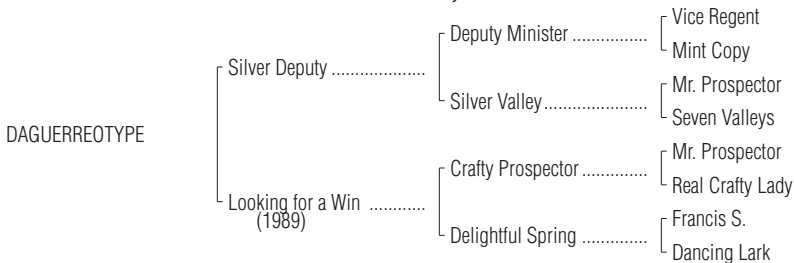 DAGUERREOTYPE
Silver Deputy ....................
Looking for a Win ............
(1989)
Deputy Minister ................
Silver Valley......................
Crafty Prospector ..............
Delightful Spring ..............
Vice Regent
Mint Copy
Mr. Prospector
Seven Valleys
Mr. Prospector
Real Crafty Lady
Francis S.
Dancing Lark